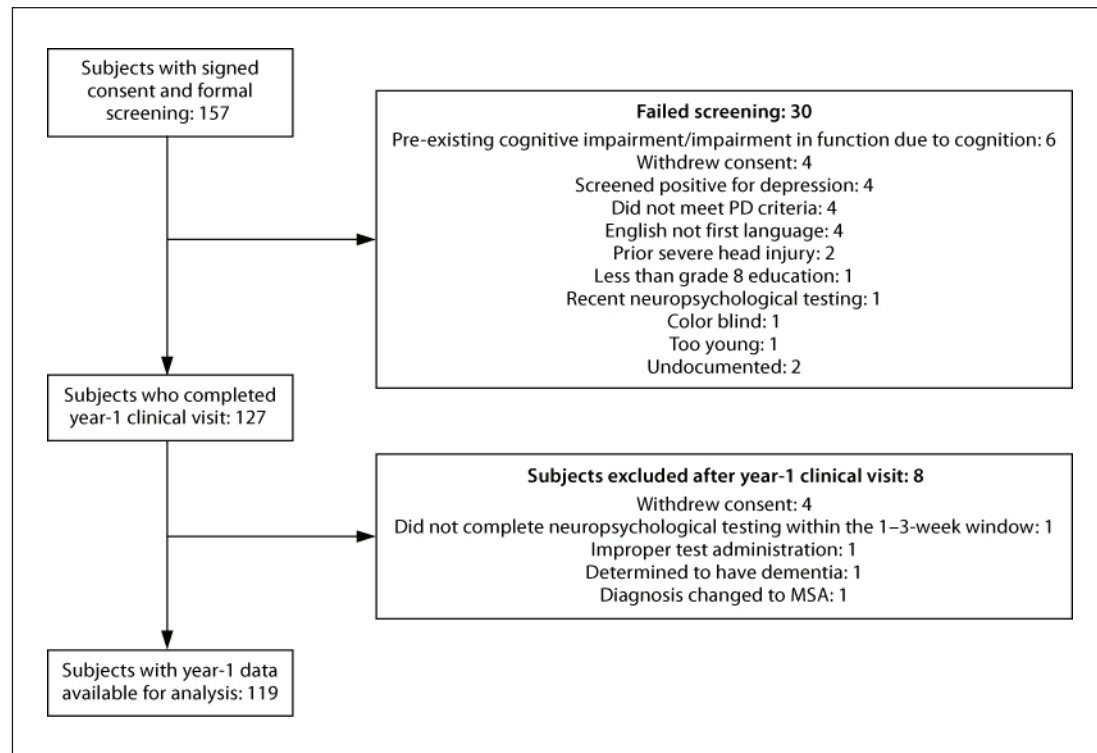 Subjects with signed
consent and formal
screening: 157
Failed screening: 30
Pre-existing cognitive impairment/impairment in function due to cognition: 6
Withdrew consent: 4
Screened positive for depression: 4
Did not meet PD criteria: 4
English not first language: 4
Prior severe head injury: 2
Less than grade 8 education: 1
Recent neuropsychological testing: 1
Color blind: 1
Too young: 1
Undocumented: 2
Subjects who completed
year-1 clinical visit: 127
Subjects excluded after year-1 clinical visit: 8
Withdrew consent: 4
Did not complete neuropsychological testing within the 1–3-week window: 1
Improper test administration: 1
Determined to have dementia: 1
Diagnosis changed to MSA: 1
Subjects with year-1 data
available for analysis: 119